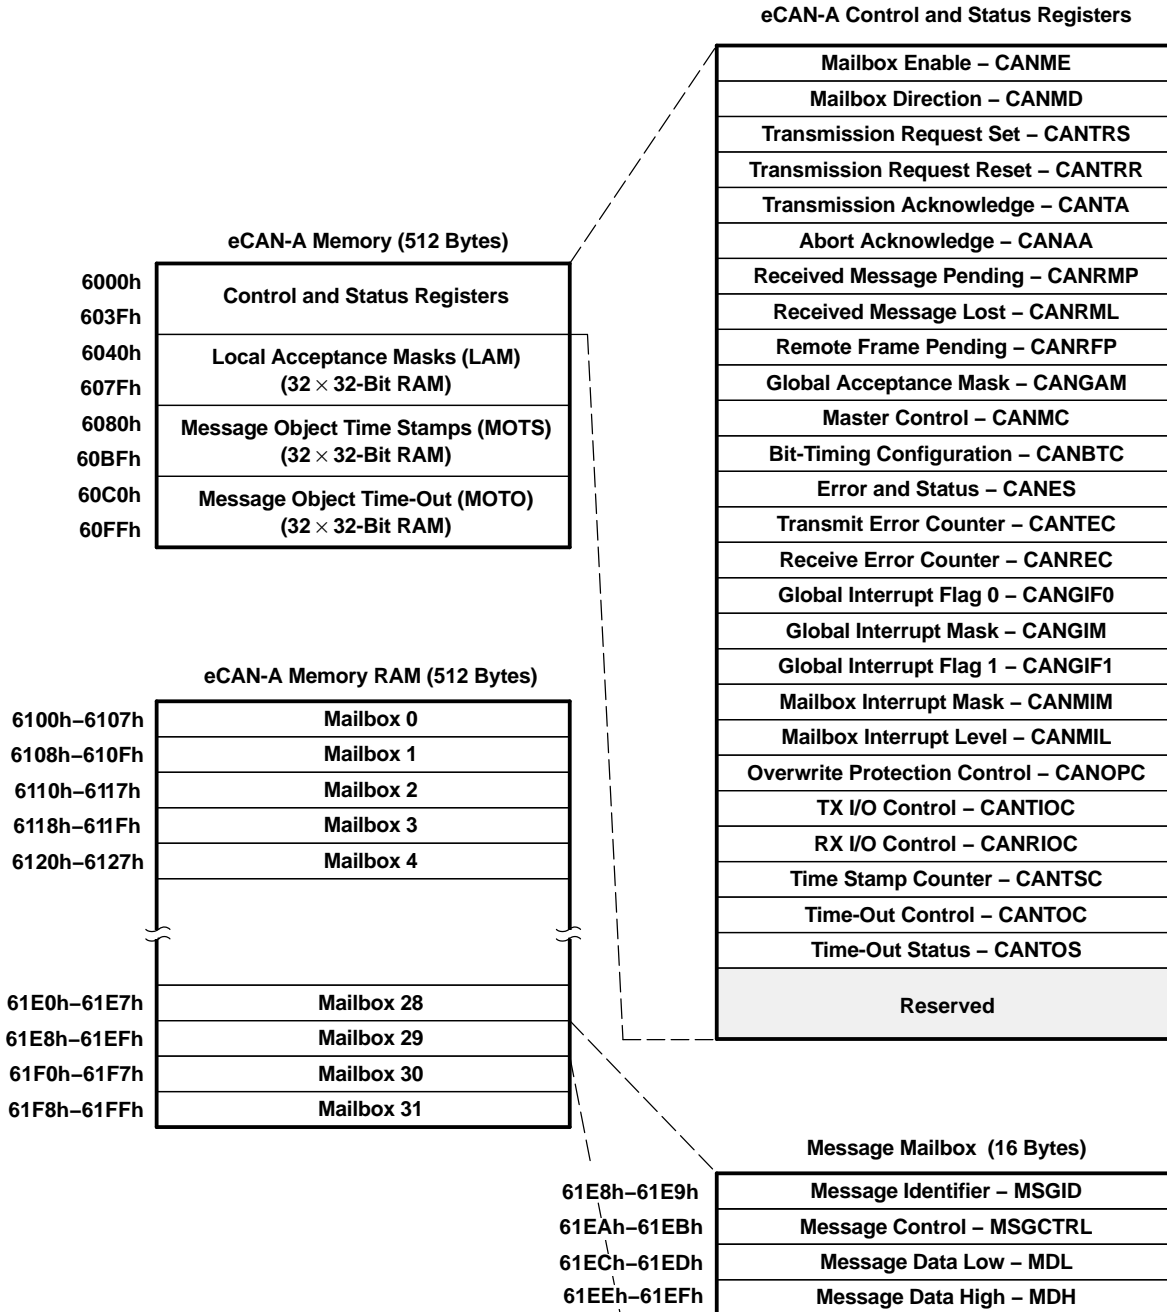 eCAN-A Control and Status Registers
Mailbox Enable – CANME
Mailbox Direction – CANMD
Transmission Request Set – CANTRS
Transmission Request Reset – CANTRR
Transmission Acknowledge – CANTA
Abort Acknowledge – CANAA
Received Message Pending – CANRMP
Received Message Lost – CANRML
Remote Frame Pending – CANRFP
Global Acceptance Mask – CANGAM
Master Control – CANMC
Bit-Timing Configuration – CANBTC
Error and Status – CANES
Transmit Error Counter – CANTEC
Receive Error Counter – CANREC
Global Interrupt Flag 0 – CANGIF0
Global Interrupt Mask – CANGIM
Global Interrupt Flag 1 – CANGIF1
Mailbox Interrupt Mask – CANMIM
Mailbox Interrupt Level – CANMIL
Overwrite Protection Control – CANOPC
TX I/O Control – CANTIOC
RX I/O Control – CANRIOC
Time Stamp Counter – CANTSC
Time-Out Control – CANTOC
Time-Out Status – CANTOS
Reserved
eCAN-A Memory (512 Bytes)
6000h
Control and Status Registers
603Fh
6040h
Local Acceptance Masks (LAM)
607Fh
(32 × 32-Bit RAM)
6080h
Message Object Time Stamps (MOTS)
60BFh
(32 × 32-Bit RAM)
60C0h
Message Object Time-Out (MOTO)
60FFh
(32 × 32-Bit RAM)
eCAN-A Memory RAM (512 Bytes)
6100h–6107h Mailbox 0
6108h–610Fh Mailbox 1
6110h–6117h Mailbox 2
6118h–611Fh Mailbox 3
6120h–6127h Mailbox 4
61E0h–61E7h Mailbox 28
61E8h–61EFh Mailbox 29
61F0h–61F7h Mailbox 30
61F8h–61FFh Mailbox 31
Message Mailbox (16 Bytes)
61E8h–61E9h Message Identifier – MSGID
61EAh–61EBh Message Control – MSGCTRL
61ECh–61EDh Message Data Low – MDL
61EEh–61EFh Message Data High – MDH